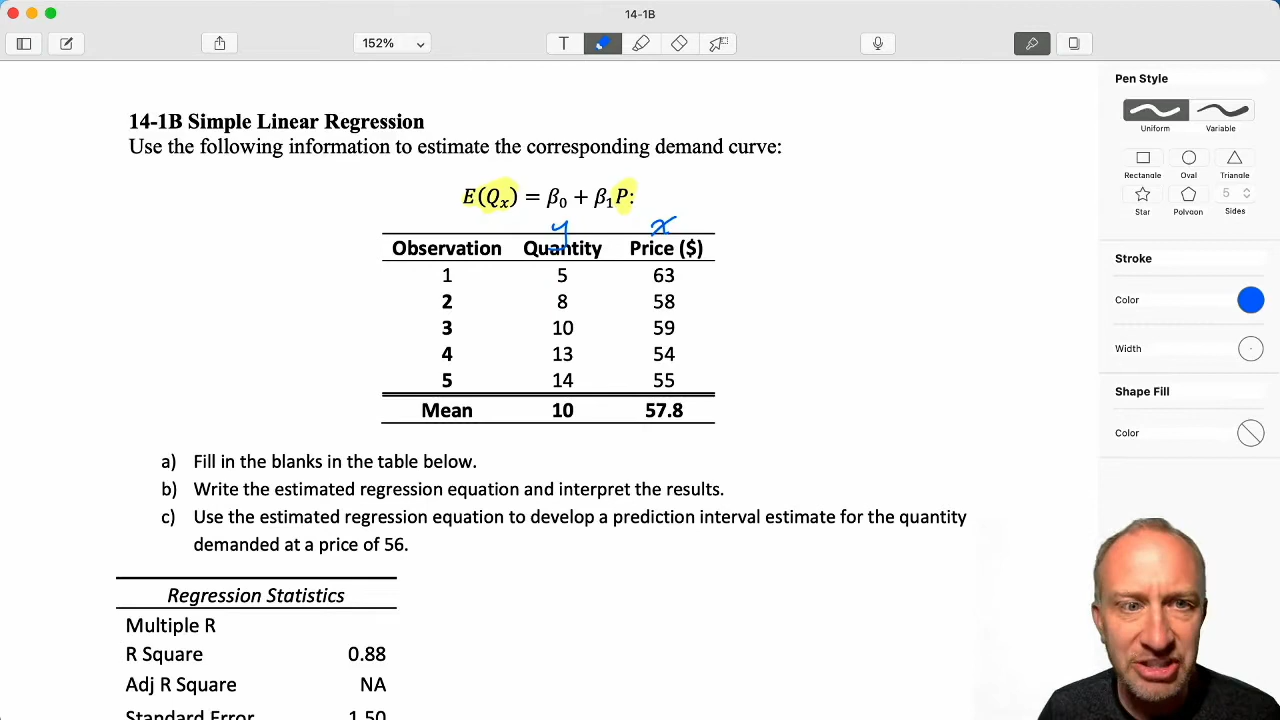 14-1B
152%
T
14-1B Simple Linear Regression
Use the following information to estimate the corresponding demand curve:
E(Qₓ) = β₀ + β₁P:
y x
Observation Quantity Price ($)
1 5 63
2 8 58
3 10 59
4 13 54
5 14 55
Mean 10 57.8
a) Fill in the blanks in the table below.
b) Write the estimated regression equation and interpret the results.
c) Use the estimated regression equation to develop a prediction interval estimate for the quantity
demanded at a price of 56.
Regression Statistics
Multiple R
R Square 0.88
Adj R Square NA
Standard Error 1.50
Pen Style
Uniform Variable
Rectangle Oval Triangle
5
Star Polygon Sides
Stroke
Color
Width
Shape Fill
Color